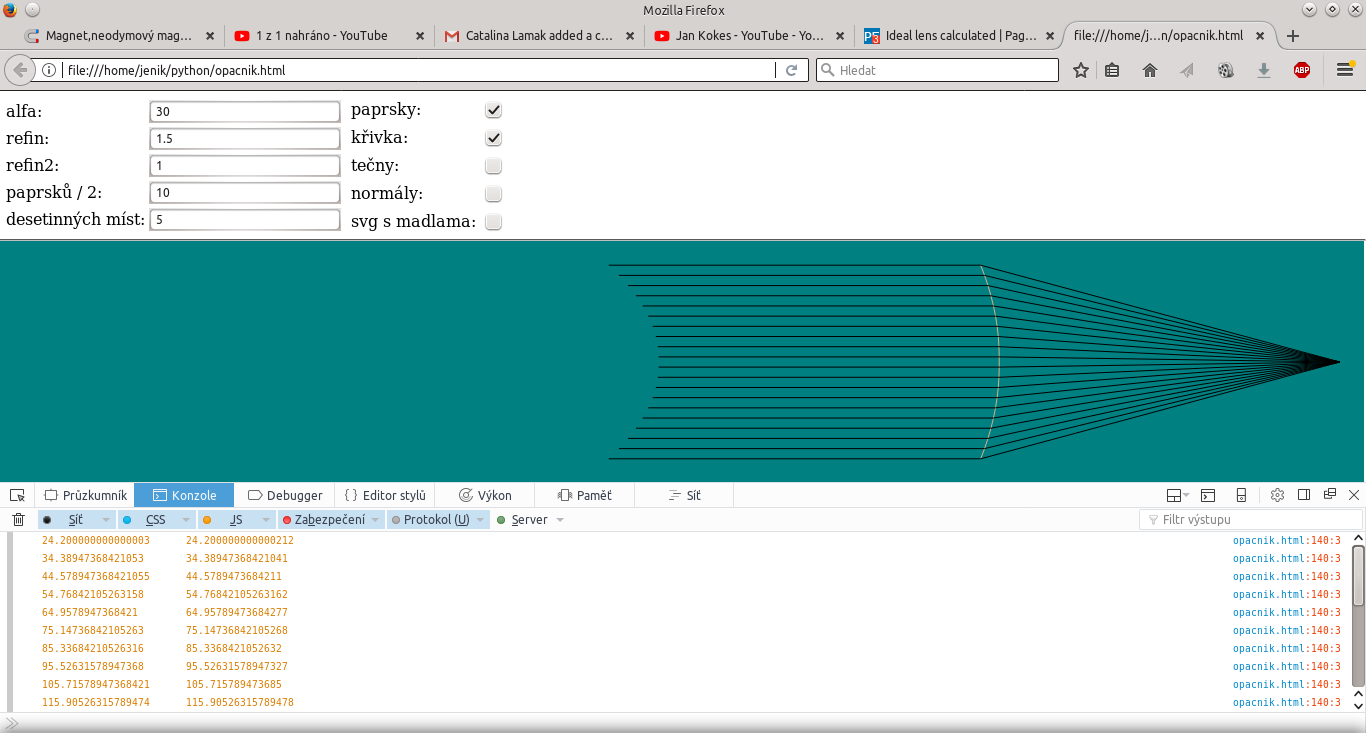 Mozilla Firefox
Magnet,neodymový mag... 1 z 1 nahráno - YouTube Catalina Lamak added a c... Jan Kokes - YouTube - Yo... Ideal lens calculated | Pag... file:///home/j...n/opacnik.html
file:///home/jenik/python/opacnik.html Hledat ABP
alfa: 30 paprsky:
refin: 1.5 křivka:
refin2: 1 tečny:
paprsků / 2: 10 normály:
desetinných míst: 5 svg s madlama:
Průzkumník Konzole Debugger { } Editor stylů Výkon Paměť Síť
Síť CSS JS Zabezpečení Protokol (U) Server Filtr výstupu
24.200000000000003 24.200000000000212 opacnik.html:140:3
34.38947368421053 34.38947368421041 opacnik.html:140:3
44.578947368421055 44.5789473684211 opacnik.html:140:3
54.76842105263158 54.76842105263162 opacnik.html:140:3
64.9578947368421 64.95789473684277 opacnik.html:140:3
75.14736842105263 75.14736842105268 opacnik.html:140:3
85.33684210526316 85.3368421052632 opacnik.html:140:3
95.52631578947368 95.52631578947327 opacnik.html:140:3
105.715789473684​21 105.715789473685 opacnik.html:140:3
115.90526315789474 115.90526315789478 opacnik.html:140:3